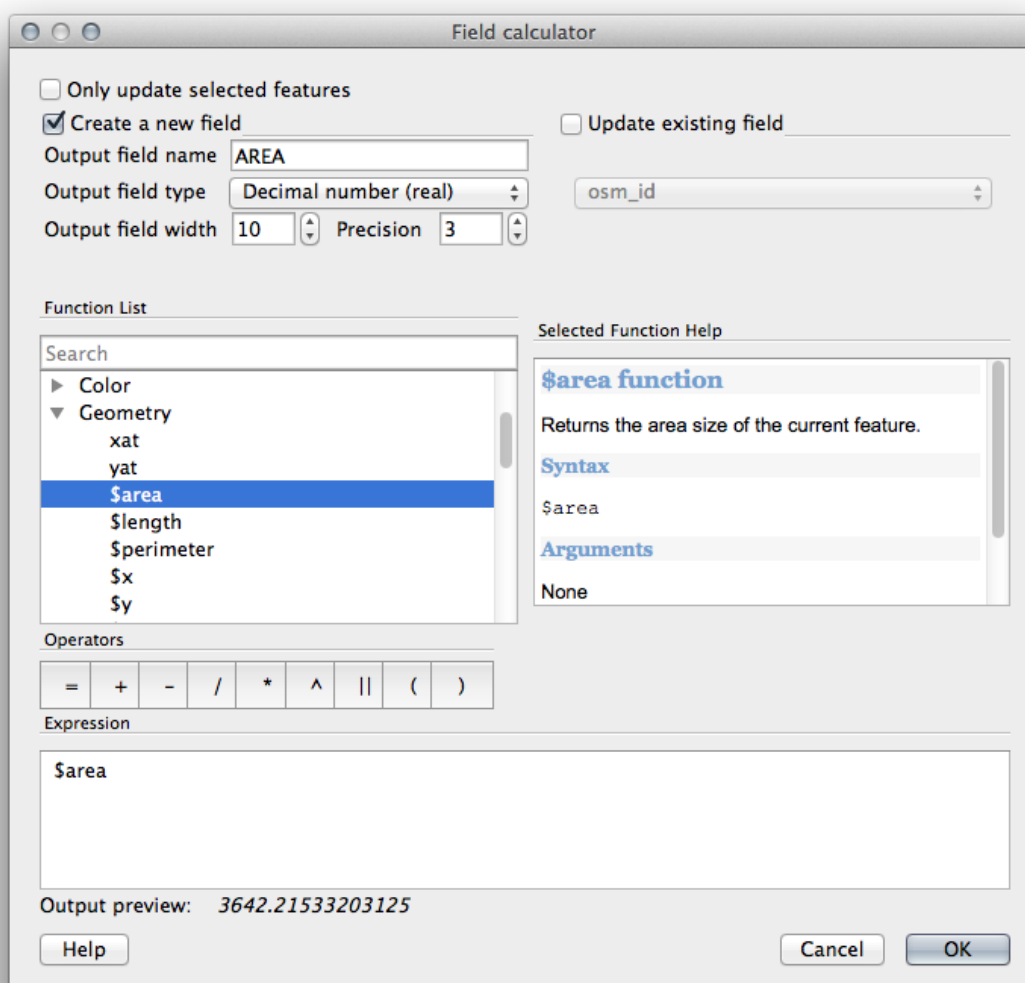 Field calculator
Only update selected features
Create a new field
Update existing field
Output field name AREA
Output field type Decimal number (real)
osm_id
Output field width 10 Precision 3
Function List
Search
Color
Geometry
xat
yat
$area
$length
$perimeter
$x
$y
Selected Function Help
$area function
Returns the area size of the current feature.
Syntax
$area
Arguments
None
Operators
= + - / * ^ || ( )
Expression
$area
Output preview: 3642.21533203125
Help
Cancel
OK